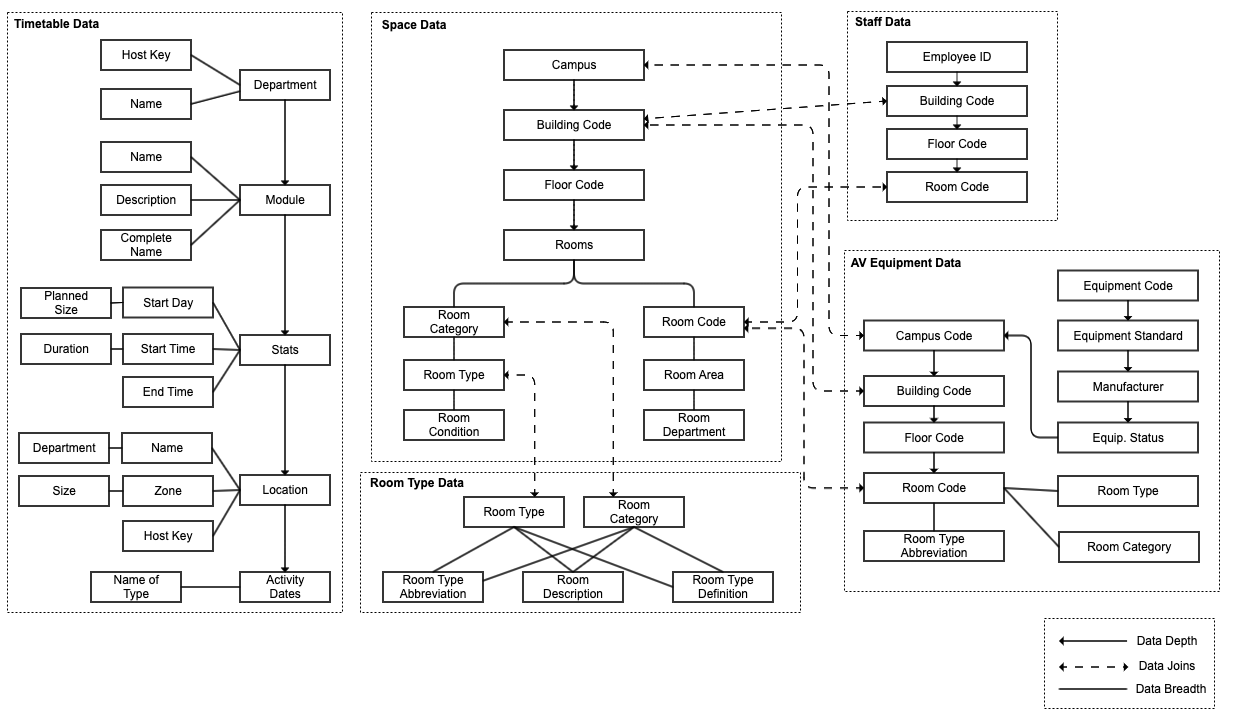 Timetable Data
Host Key
Department
Name
Name
Description
Module
Complete
Name
Planned
Size
Start Day
Duration
Start Time
Stats
End Time
Department
Name
Size
Zone
Location
Host Key
Name of
Type
Activity
Dates
Space Data
Campus
Building Code
Floor Code
Rooms
Room
Category
Room Code
Room Type
Room Area
Room
Condition
Room
Department
Room Type Data
Room Type
Room
Category
Room Type
Abbreviation
Room
Description
Room Type
Definition
Staff Data
Employee ID
Building Code
Floor Code
Room Code
AV Equipment Data
Equipment Code
Campus Code
Equipment Standard
Building Code
Manufacturer
Floor Code
Equip. Status
Room Code
Room Type
Room Type
Abbreviation
Room Category
Data Depth
Data Joins
Data Breadth